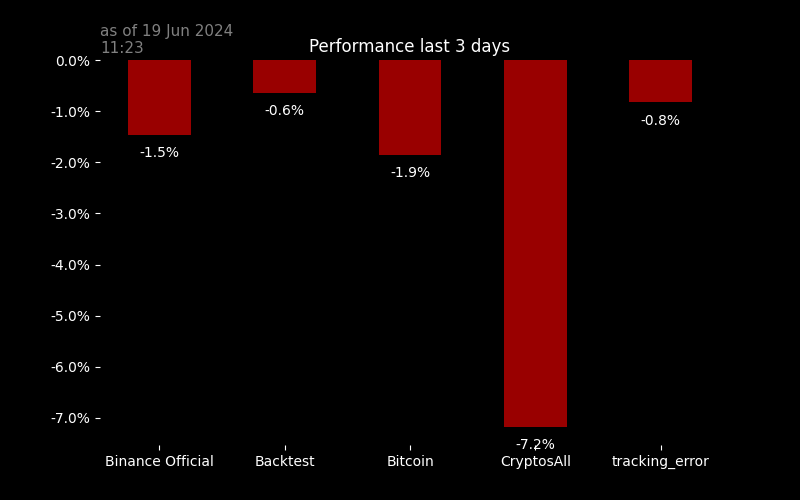 as of 19 Jun 2024
11:23
Performance last 3 days
0.0%
-1.0%
-2.0%
-3.0%
-4.0%
-5.0%
-6.0%
-7.0%
-1.5%
-0.6%
-1.9%
-7.2%
-0.8%
Binance Official
Backtest
Bitcoin
CryptosAll
tracking_error